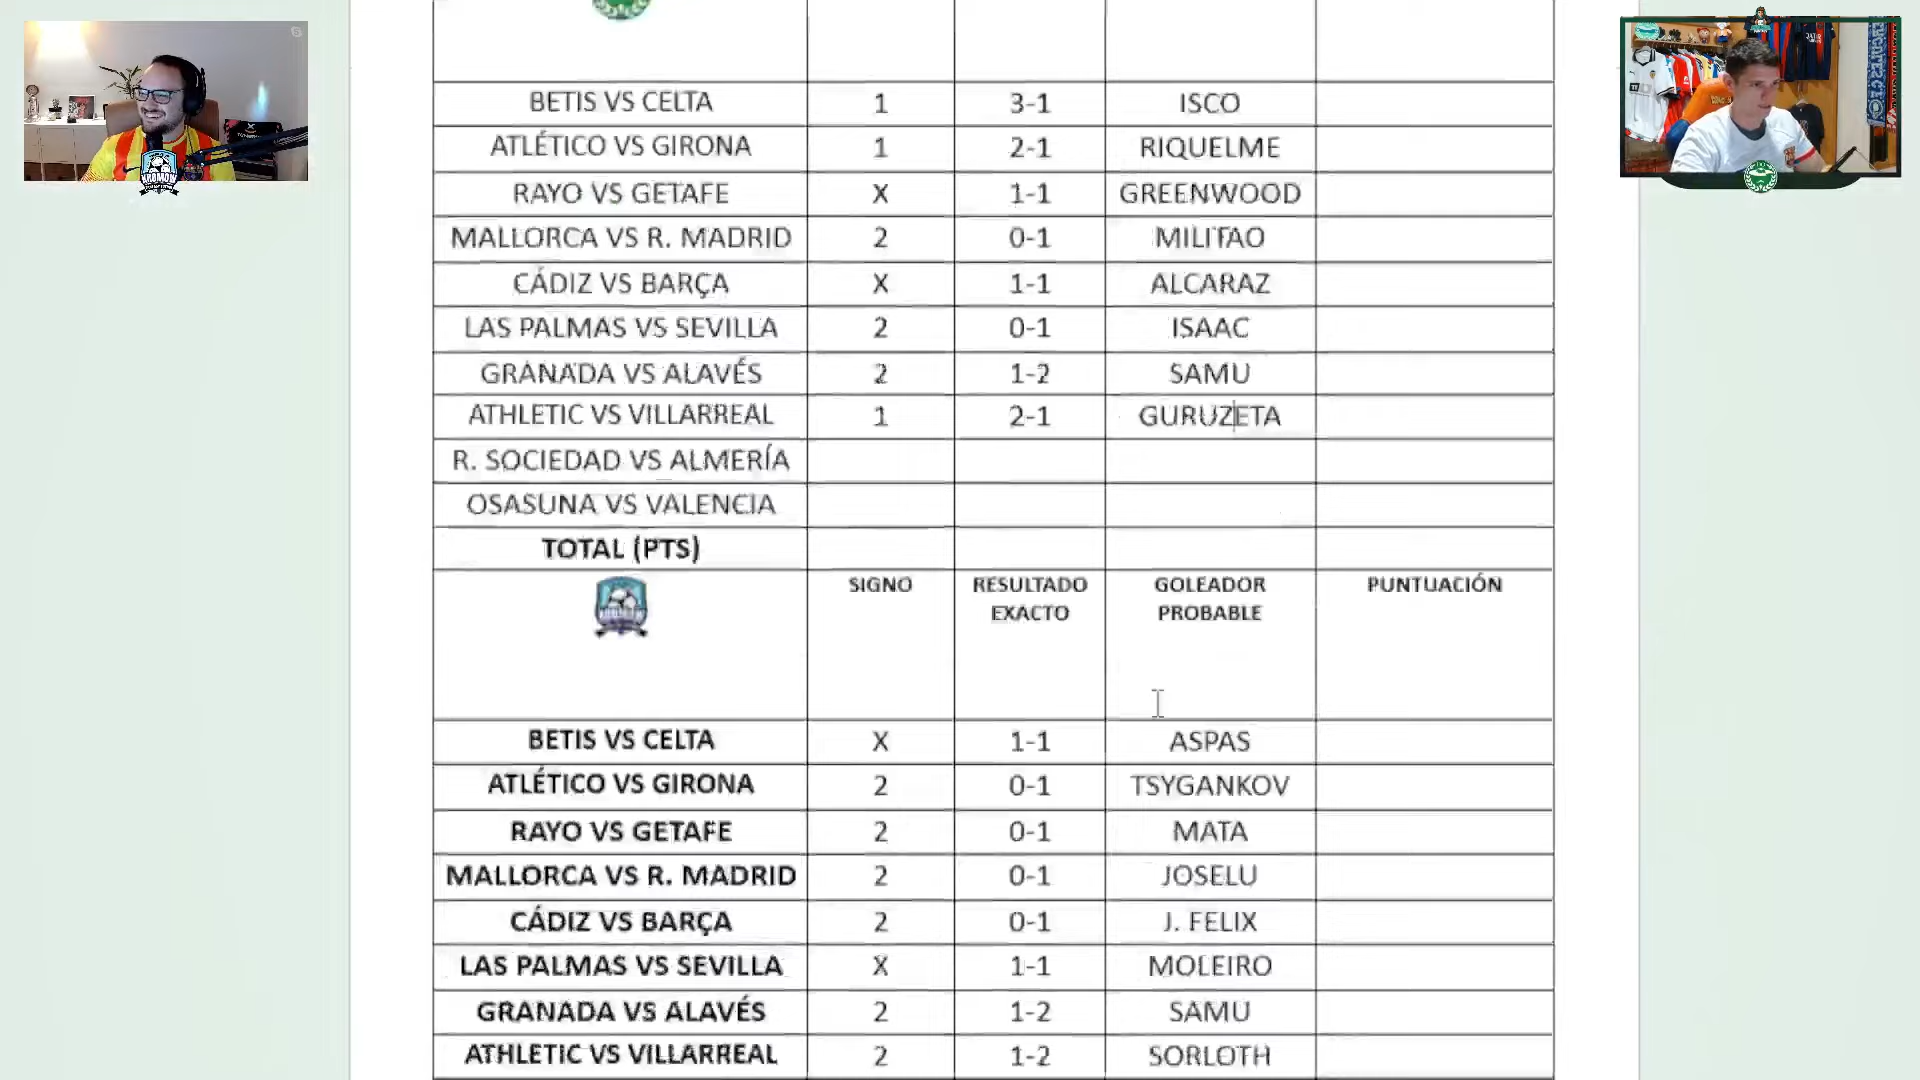 BETIS VS CELTA 1 3-1 ISCO
ATLÉTICO VS GIRONA 1 2-1 RIQUELME
RAYO VS GETAFE X 1-1 GREENWOOD
MALLORCA VS R. MADRID 2 0-1 MILITAO
CÁDIZ VS BARÇA X 1-1 ALCARAZ
LAS PALMAS VS SEVILLA 2 0-1 ISAAC
GRANADA VS ALAVÉS 2 1-2 SAMU
ATHLETIC VS VILLARREAL 1 2-1 GURUZETA
R. SOCIEDAD VS ALMERÍA
OSASUNA VS VALENCIA
TOTAL (PTS)
SIGNO RESULTADO GOLEADOR PUNTUACIÓN
EXACTO PROBABLE
BETIS VS CELTA X 1-1 ASPAS
ATLÉTICO VS GIRONA 2 0-1 TSYGANKOV
RAYO VS GETAFE 2 0-1 MATA
MALLORCA VS R. MADRID 2 0-1 JOSELU
CÁDIZ VS BARÇA 2 0-1 J. FELIX
LAS PALMAS VS SEVILLA X 1-1 MOLEIRO
GRANADA VS ALAVÉS 2 1-2 SAMU
ATHLETIC VS VILLARREAL 2 1-2 SORLOTH